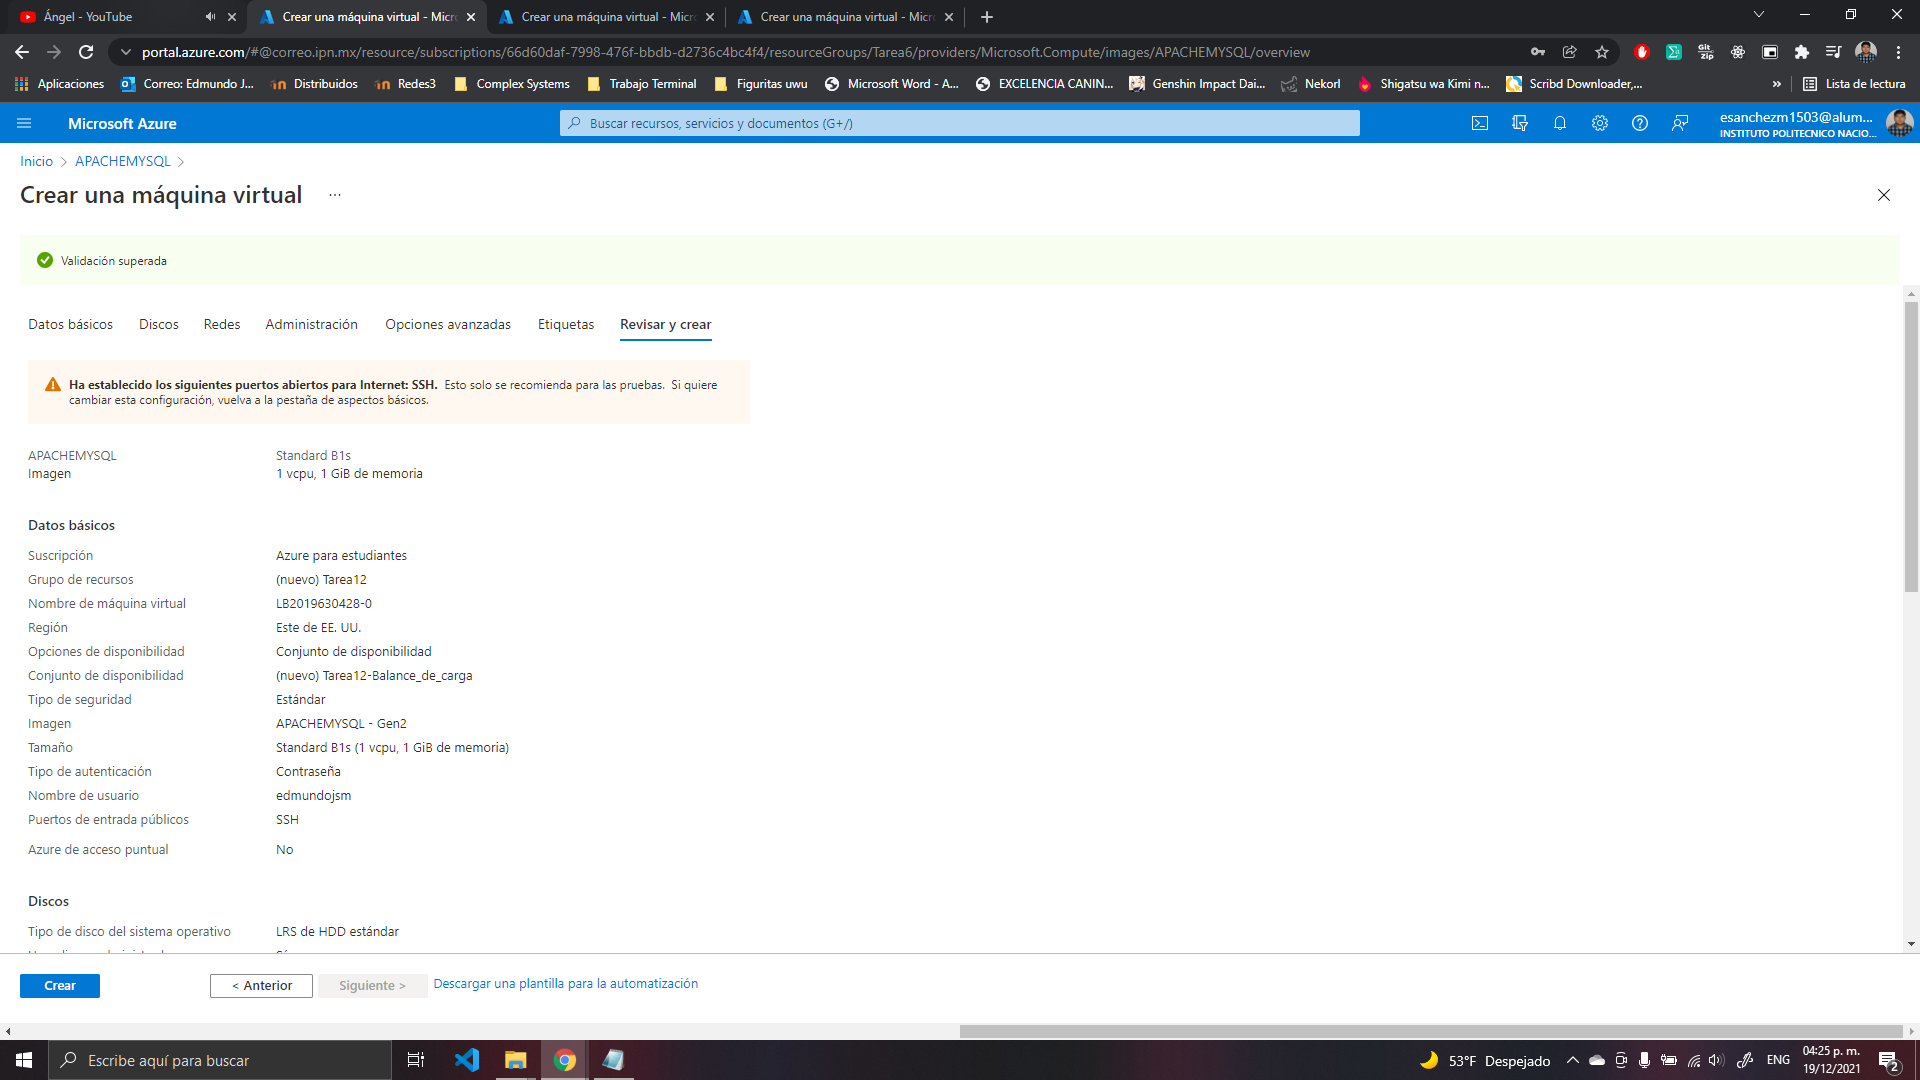 Ángel - YouTube
Crear una máquina virtual - Micro
Crear una máquina virtual - Micro
Crear una máquina virtual - Micro
portal.azure.com/#@correo.ipn.mx/resource/subscriptions/66d60daf-7998-476f-bbdb-d2736c4bc4f4/resourceGroups/Tarea6/providers/Microsoft.Compute/images/APACHEMYSQL/overview
Aplicaciones
Correo: Edmundo J...
Distribuidos
Redes3
Complex Systems
Trabajo Terminal
Figuritas uwu
Microsoft Word - A...
EXCELENCIA CANIN...
Genshin Impact Dai...
Nekorl
Shigatsu wa Kimi n...
Scribd Downloader,...
»
Lista de lectura
Microsoft Azure
Buscar recursos, servicios y documentos (G+/)
esanchezm1503@alum...
INSTITUTO POLITECNICO NACIO...
Inicio > APACHEMYSQL >
Crear una máquina virtual ...
Validación superada
Datos básicos Discos Redes Administración Opciones avanzadas Etiquetas Revisar y crear
Ha establecido los siguientes puertos abiertos para Internet: SSH. Esto solo se recomienda para las pruebas. Si quiere
cambiar esta configuración, vuelva a la pestaña de aspectos básicos.
APACHEMYSQL Standard B1s
Imagen 1 vcpu, 1 GiB de memoria
Datos básicos
Suscripción Azure para estudiantes
Grupo de recursos (nuevo) Tarea12
Nombre de máquina virtual LB2019630428-0
Región Este de EE. UU.
Opciones de disponibilidad Conjunto de disponibilidad
Conjunto de disponibilidad (nuevo) Tarea12-Balance_de_carga
Tipo de seguridad Estándar
Imagen APACHEMYSQL - Gen2
Tamaño Standard B1s (1 vcpu, 1 GiB de memoria)
Tipo de autenticación Contraseña
Nombre de usuario edmundojsm
Puertos de entrada públicos SSH
Azure de acceso puntual No
Discos
Tipo de disco del sistema operativo LRS de HDD estándar
Crear
< Anterior
Siguiente >
Descargar una plantilla para la automatización
Escribe aquí para buscar
53°F Despejado
ENG
04:25 p. m.
19/12/2021
2